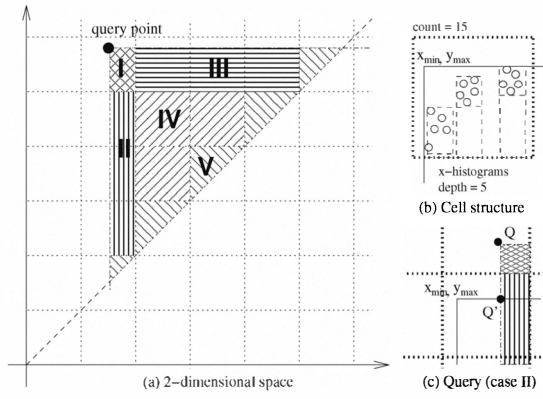 query point
I
III
IV
II
V
(a) 2-dimensional space
count = 15
xmin, ymax
x-histograms
depth = 5
(b) Cell structure
Q
xmin, ymax
Q'
(c) Query (case II)